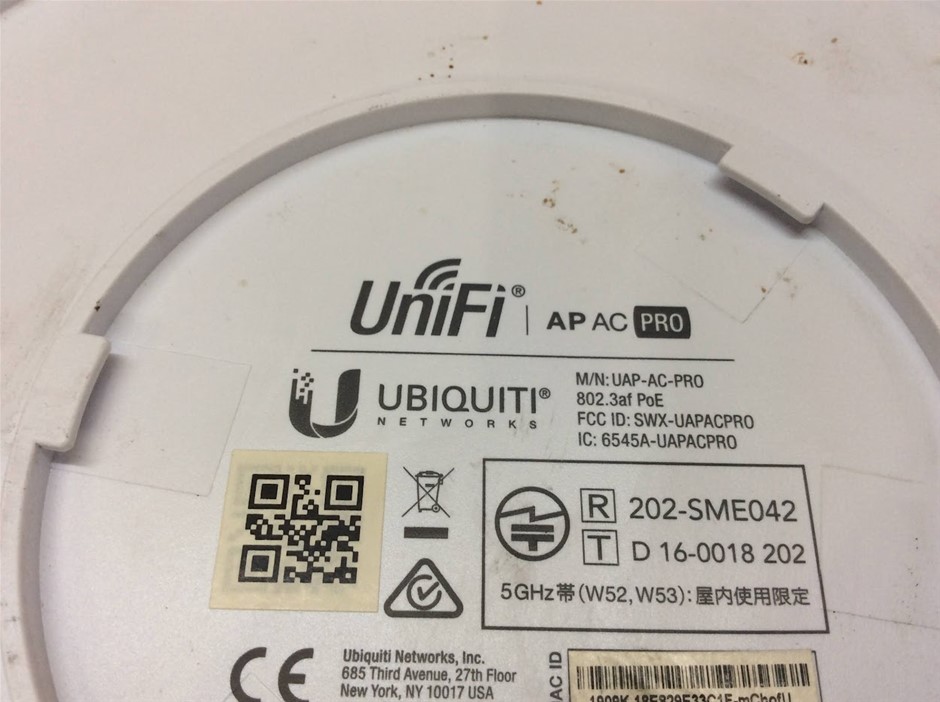 UniFi® | AP AC PRO
UBIQUITI®
NETWORKS
M/N: UAP-AC-PRO
802.3af PoE
FCC ID: SWX-UAPACPRO
IC: 6545A-UAPACPRO
R 202-SME042
T D 16-0018 202
5GHz帯(W52, W53): 屋内使用限定
CE
Ubiquiti Networks, Inc.
685 Third Avenue, 27th Floor
New York, NY 10017 USA
AC ID